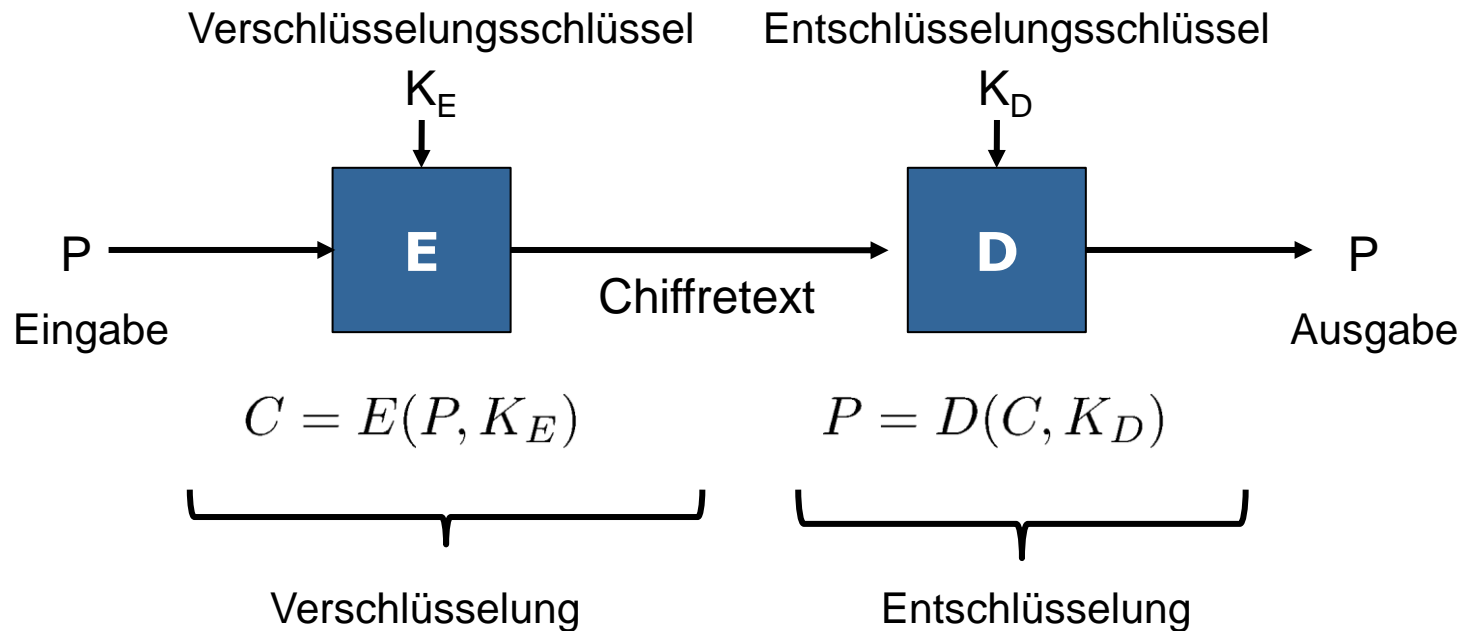 Verschlüsselungsschlüssel Entschlüsselungsschlüssel
K_E K_D
P E D P
Chiffretext
Eingabe Ausgabe
C = E(P, K_E) P = D(C, K_D)
Verschlüsselung Entschlüsselung